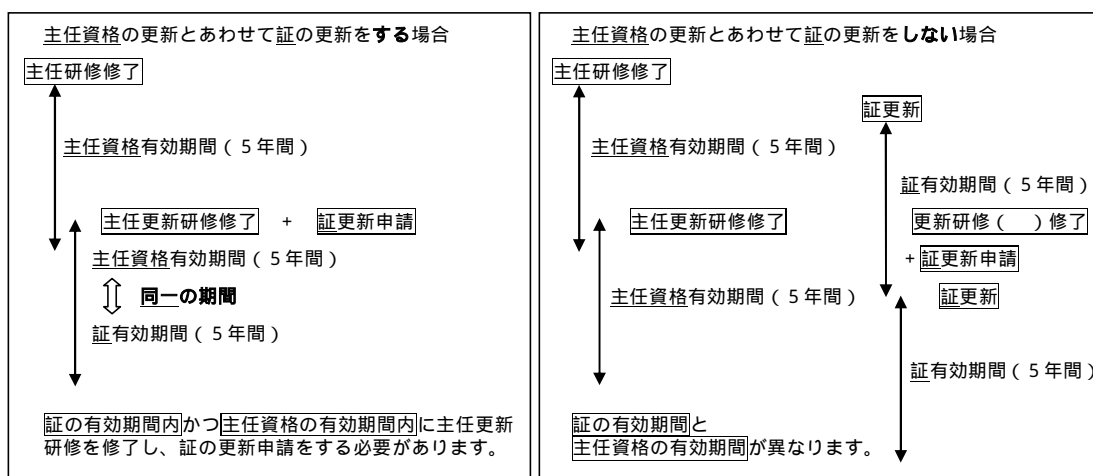 主任資格の更新とあわせて証の更新をする場合
主任研修修了
主任資格有効期間(5年間)
主任更新研修修了 + 証更新申請
主任資格有効期間(5年間)
同一の期間
証有効期間(5年間)
証の有効期間内かつ主任資格の有効期間内に主任更新
研修を修了し、証の更新申請をする必要があります。
主任資格の更新とあわせて証の更新をしない場合
主任研修修了
証更新
主任資格有効期間(5年間)
証有効期間(5年間)
主任更新研修修了
更新研修( )修了
+証更新申請
主任資格有効期間(5年間)
証更新
証有効期間(5年間)
証の有効期間と
主任資格の有効期間が異なります。